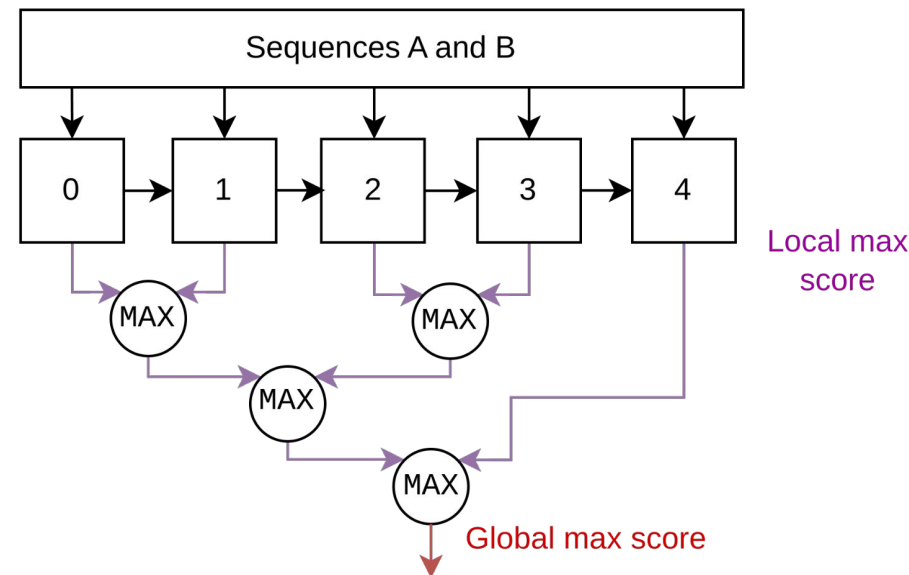 Sequences A and B
0
1
2
3
4
Local max
score
MAX
MAX
MAX
MAX
Global max score